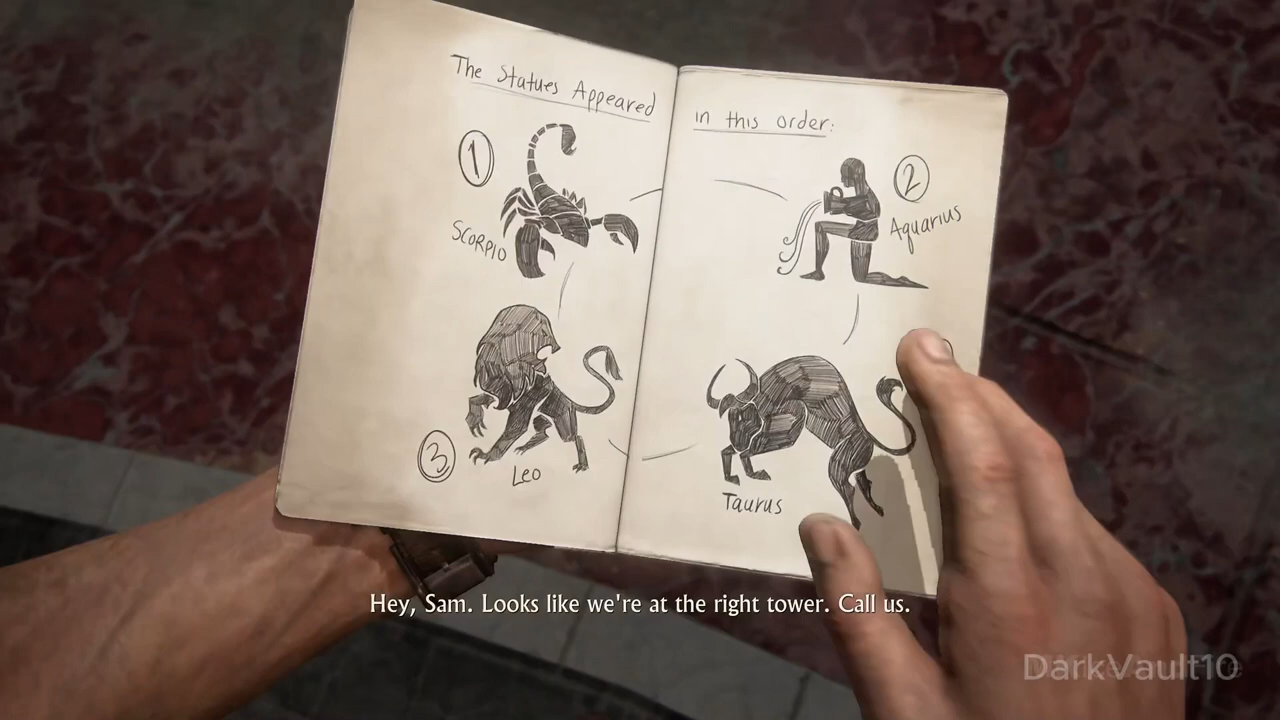 The Statues Appeared
in this order:
1
SCORPIO
2
Aquarius
3
Leo
Taurus
Hey, Sam. Looks like we're at the right tower. Call us.
DarkVault10